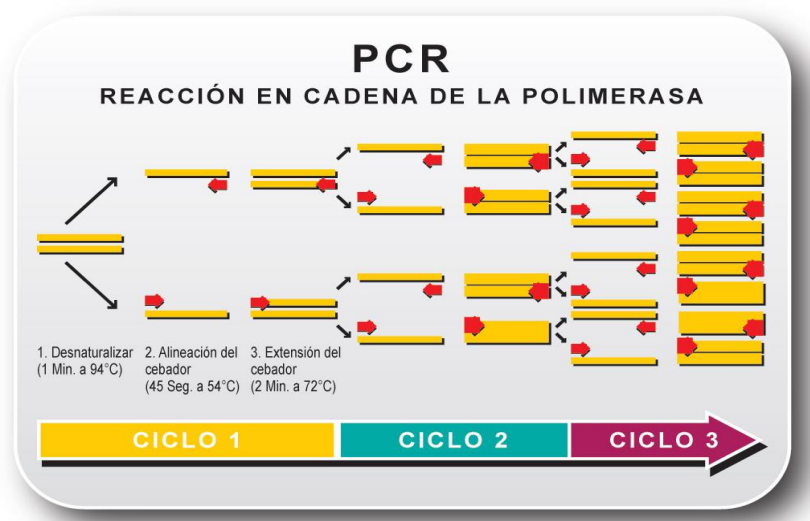 PCR
REACCIÓN EN CADENA DE LA POLIMERASA
1. Desnaturalizar
(1 Min. a 94°C)
2. Alineación del
cebador
(45 Seg. a 54°C)
3. Extensión del
cebador
(2 Min. a 72°C)
CICLO 1
CICLO 2
CICLO 3